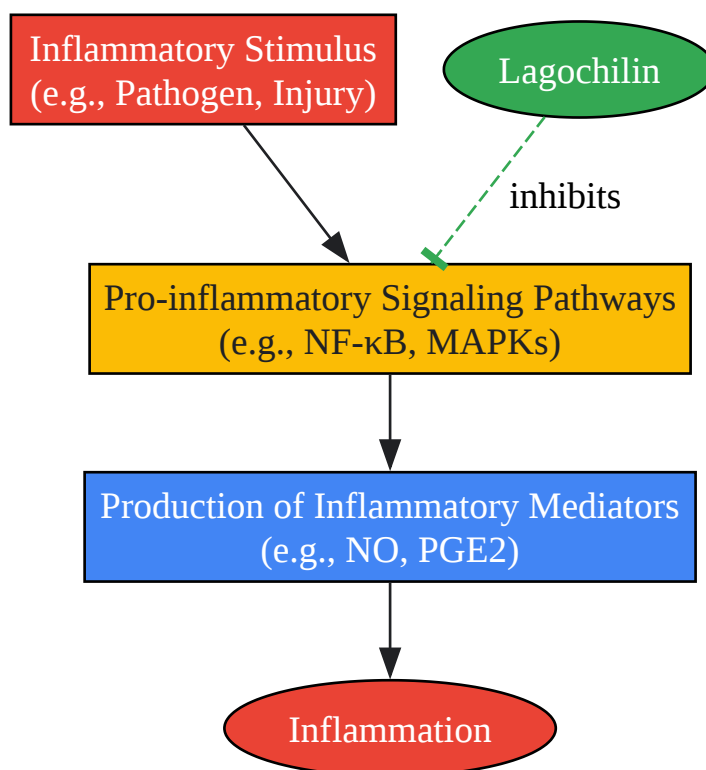 Inflammatory Stimulus
(e.g., Pathogen, Injury)
Lagochilin
inhibits
Pro-inflammatory Signaling Pathways
(e.g., NF-κB, MAPKs)
Production of Inflammatory Mediators
(e.g., NO, PGE2)
Inflammation